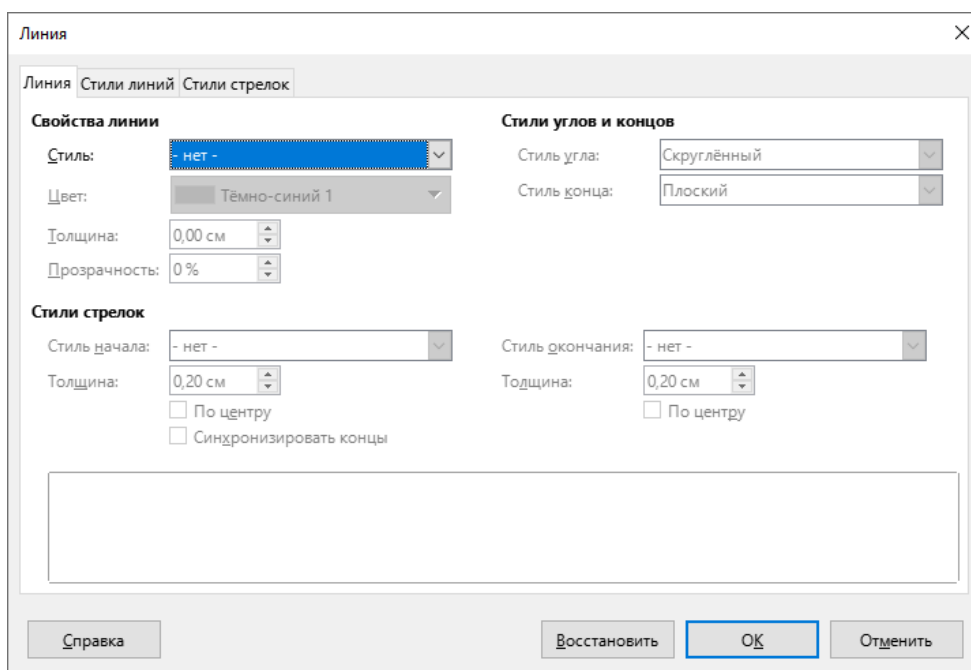 Линия
Линия Стили линий Стили стрелок
Свойства линии
Стиль: - нет -
Цвет: Тёмно-синий 1
Толщина: 0,00 см
Прозрачность: 0 %
Стили углов и концов
Стиль угла: Скруглённый
Стиль конца: Плоский
Стили стрелок
Стиль начала: - нет -
Толщина: 0,20 см
По центру
Синхронизировать концы
Стиль окончания: - нет -
Толщина: 0,20 см
По центру
Справка Восстановить OK Отменить